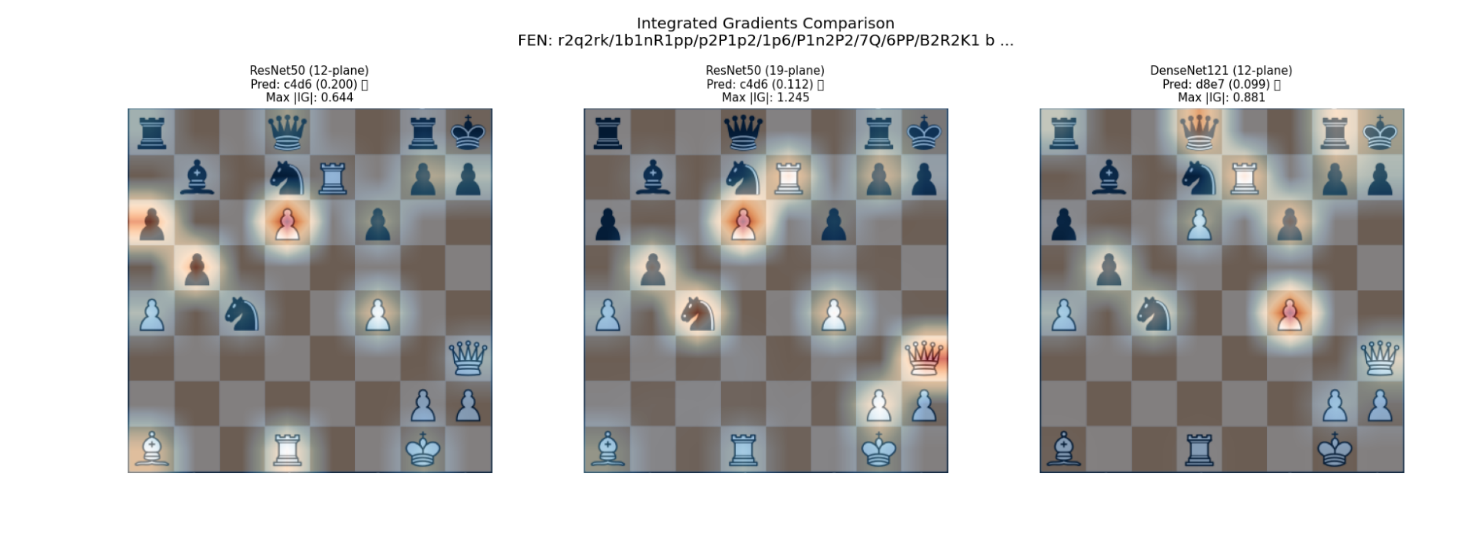 Integrated Gradients Comparison
FEN: r2q2rk/1b1nR1pp/p2P1p2/1p6/P1n2P2/7Q/6PP/B2R2K1 b ...
ResNet50 (12-plane)
Pred: c4d6 (0.200) ▯
Max |IG|: 0.644
ResNet50 (19-plane)
Pred: c4d6 (0.112) ▯
Max |IG|: 1.245
DenseNet121 (12-plane)
Pred: d8e7 (0.099) ▯
Max |IG|: 0.881